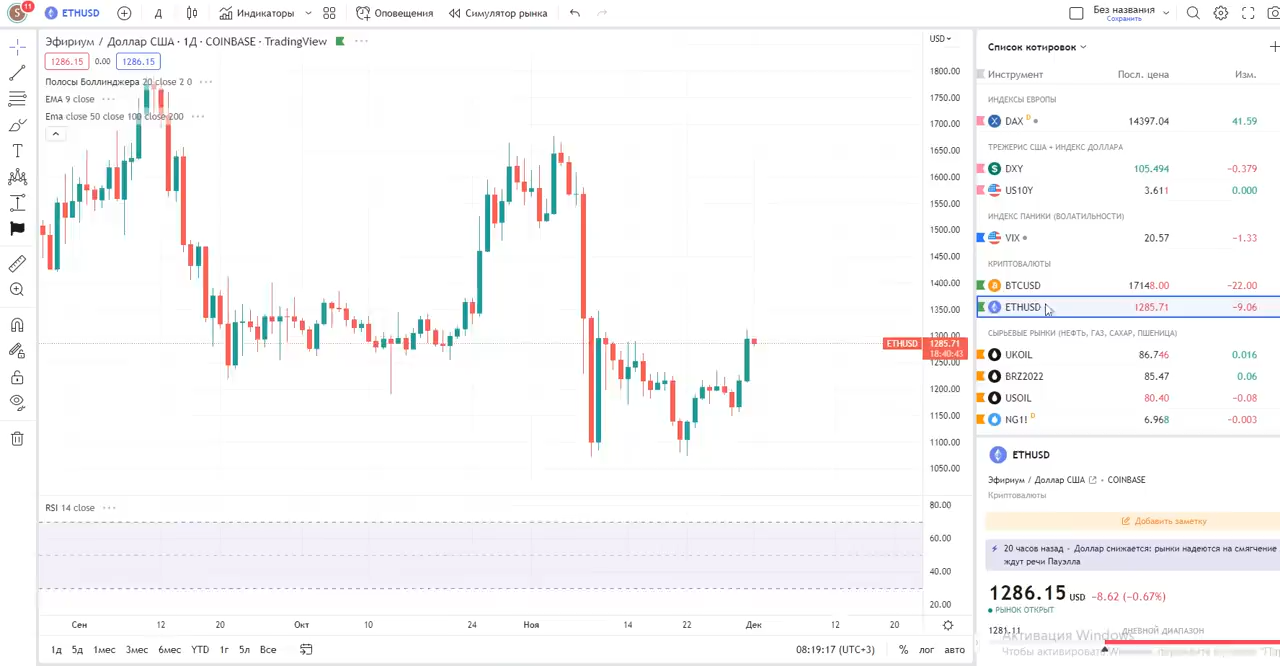 S 11 ETHUSD Д Индикаторы Оповещения Симулятор рынка Без названия
Сохранить
Эфириум / Доллар США · 1Д · COINBASE · TradingView
1286.15 0.00 1286.15
Полосы Боллинджера 20 close 2 0
EMA 9 close
Ema close 50 close 100 close 200
USD
1800.00
1750.00
1700.00
1650.00
1600.00
1550.00
1500.00
1450.00
1400.00
1350.00
1300.00
ETHUSD 1285.71
18:40:43
1250.00
1200.00
1150.00
1100.00
1050.00
RSI 14 close
80.00
60.00
40.00
20.00
Сен 12 20 Окт 10 24 Ноя 14 22 Дек 12 20
1д 5д 1мес 3мес 6мес YTD 1г 5л Все 08:19:17 (UTC+3) % лог авто
Список котировок
Инструмент Посл. цена Изм.
ИНДЕКСЫ ЕВРОПЫ
DAX D 14397.04 41.59
ТРЕЖЕРИС США + ИНДЕКС ДОЛЛАРА
DXY 105.494 −0.379
US10Y 3.611 0.000
ИНДЕКС ПАНИКИ (ВОЛАТИЛЬНОСТИ)
VIX 20.57 −1.33
КРИПТОВАЛЮТЫ
BTCUSD 17148.00 −22.00
ETHUSD 1285.71 −9.06
СЫРЬЕВЫЕ РЫНКИ (НЕФТЬ, ГАЗ, САХАР, ПШЕНИЦА)
UKOIL 86.746 0.016
BRZ2022 85.47 0.06
USOIL 80.40 −0.08
NG1! D 6.968 −0.003
ETHUSD
Эфириум / Доллар США · COINBASE
Криптовалюты
Добавить заметку
20 часов назад · Доллар снижается: рынки надеются на смягчение
ждут речи Пауэлла
1286.15 USD −8.62 (−0.67%)
РЫНОК ОТКРЫТ
1281.11 ДНЕВНОЙ ДИАПАЗОН
Активация Windows
Чтобы активировать